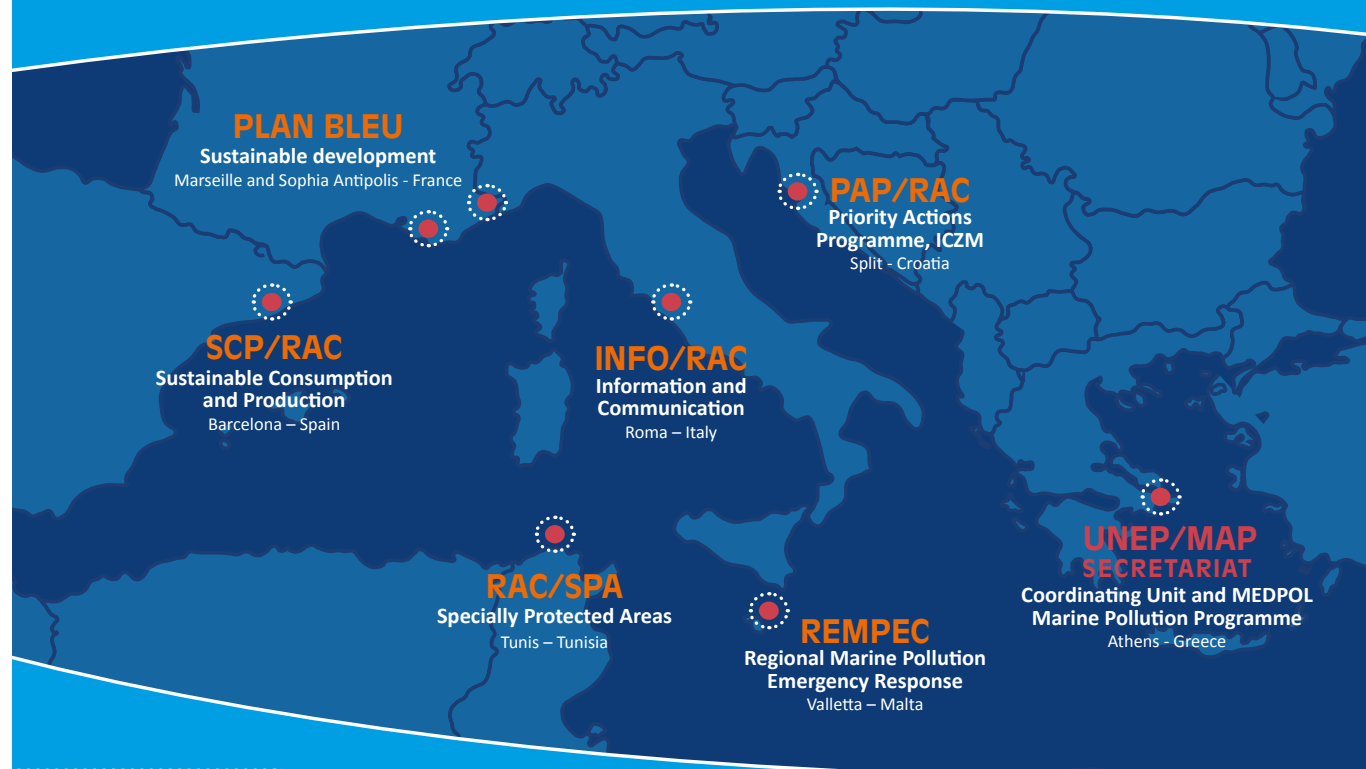 PLAN BLEU
Sustainable development
Marseille and Sophia Antipolis - France
PAP/RAC
Priority Actions
Programme, ICZM
Split - Croatia
SCP/RAC
Sustainable Consumption
and Production
Barcelona – Spain
INFO/RAC
Information and
Communication
Roma – Italy
RAC/SPA
Specially Protected Areas
Tunis – Tunisia
REMPEC
Regional Marine Pollution
Emergency Response
Valletta – Malta
UNEP/MAP
SECRETARIAT
Coordinating Unit and MEDPOL
Marine Pollution Programme
Athens - Greece